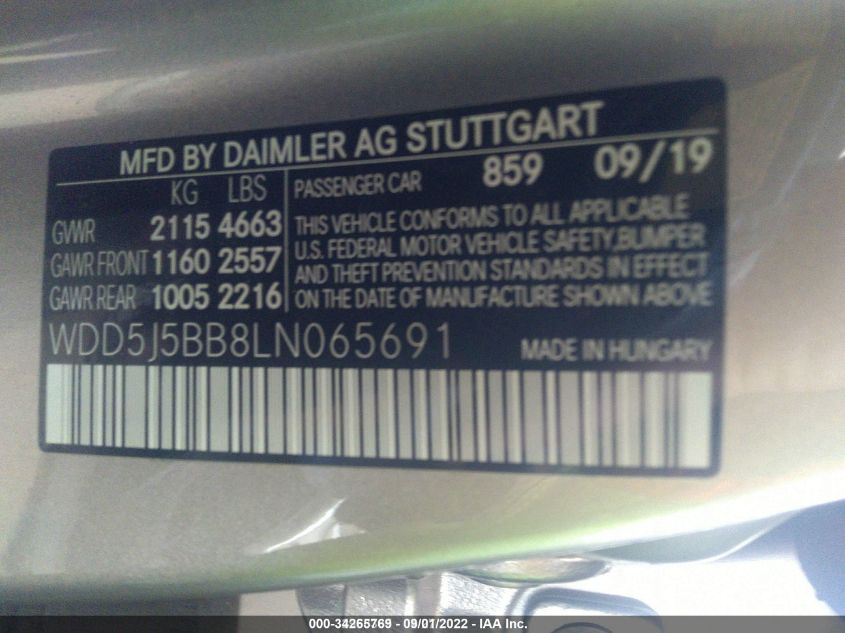 MFD BY DAIMLER AG STUTTGART
KG LBS
GVWR 2115 4663
GAWR FRONT 1160 2557
GAWR REAR 1005 2216
PASSENGER CAR 859 09/19
THIS VEHICLE CONFORMS TO ALL APPLICABLE
U.S. FEDERAL MOTOR VEHICLE SAFETY,BUMPER
AND THEFT PREVENTION STANDARDS IN EFFECT
ON THE DATE OF MANUFACTURE SHOWN ABOVE
WDD5J5BB8LN065691 MADE IN HUNGARY
000-34265769 - 09/01/2022 - IAA Inc.